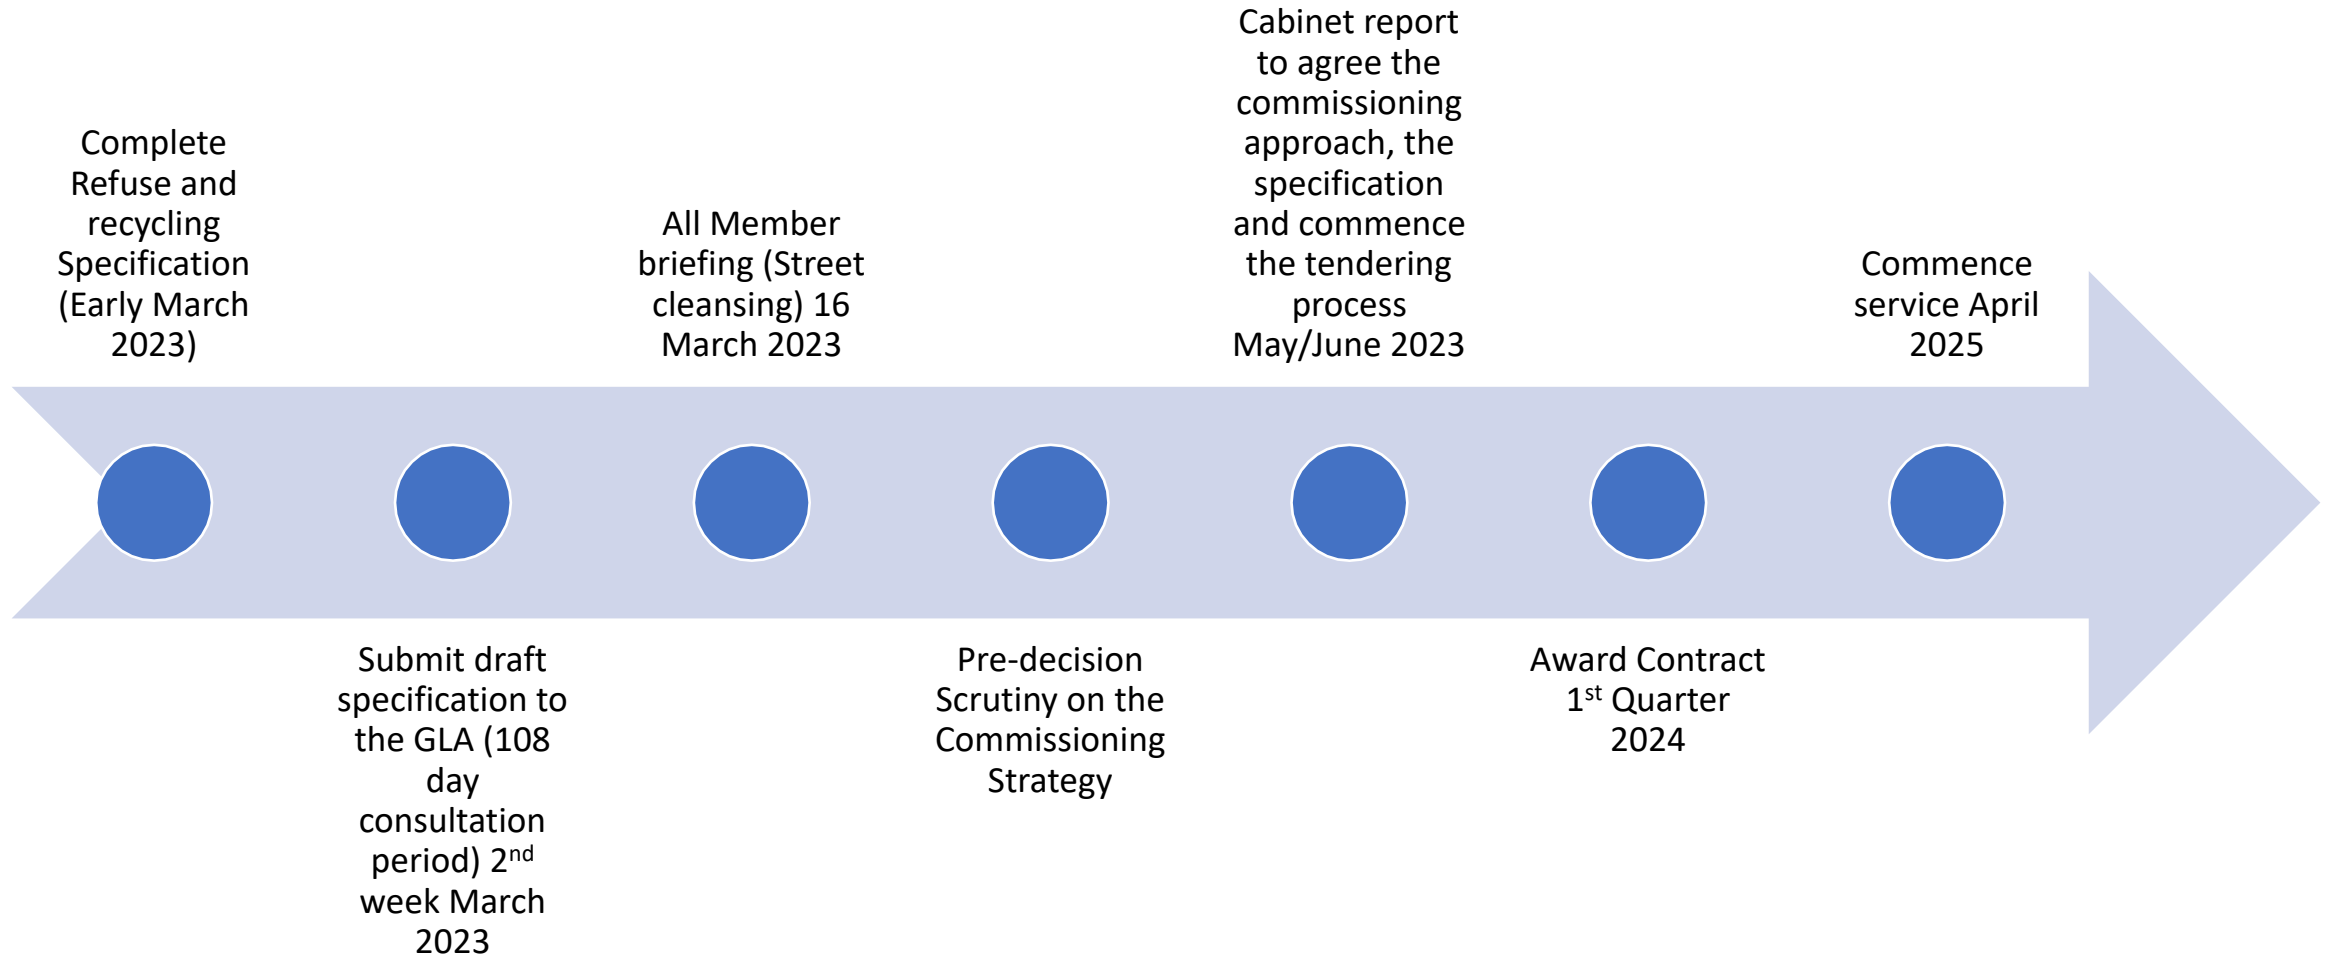 Complete
Refuse and
recycling
Specification
(Early March
2023)
Submit draft
specification to
the GLA (108
day
consultation
period) 2nd
week March
2023
All Member
briefing (Street
cleansing) 16
March 2023
Pre-decision
Scrutiny on the
Commissioning
Strategy
Cabinet report
to agree the
commissioning
approach, the
specification
and commence
the tendering
process
May/June 2023
Award Contract
1st Quarter
2024
Commence
service April
2025